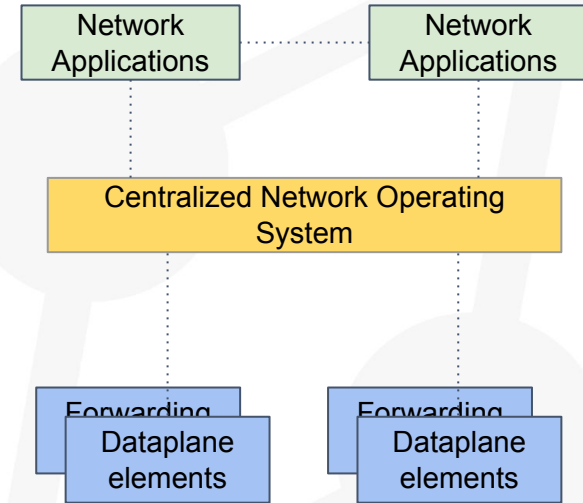 Network
Applications
Network
Applications
Centralized Network Operating
System
Forwarding
Dataplane
elements
Forwarding
Dataplane
elements